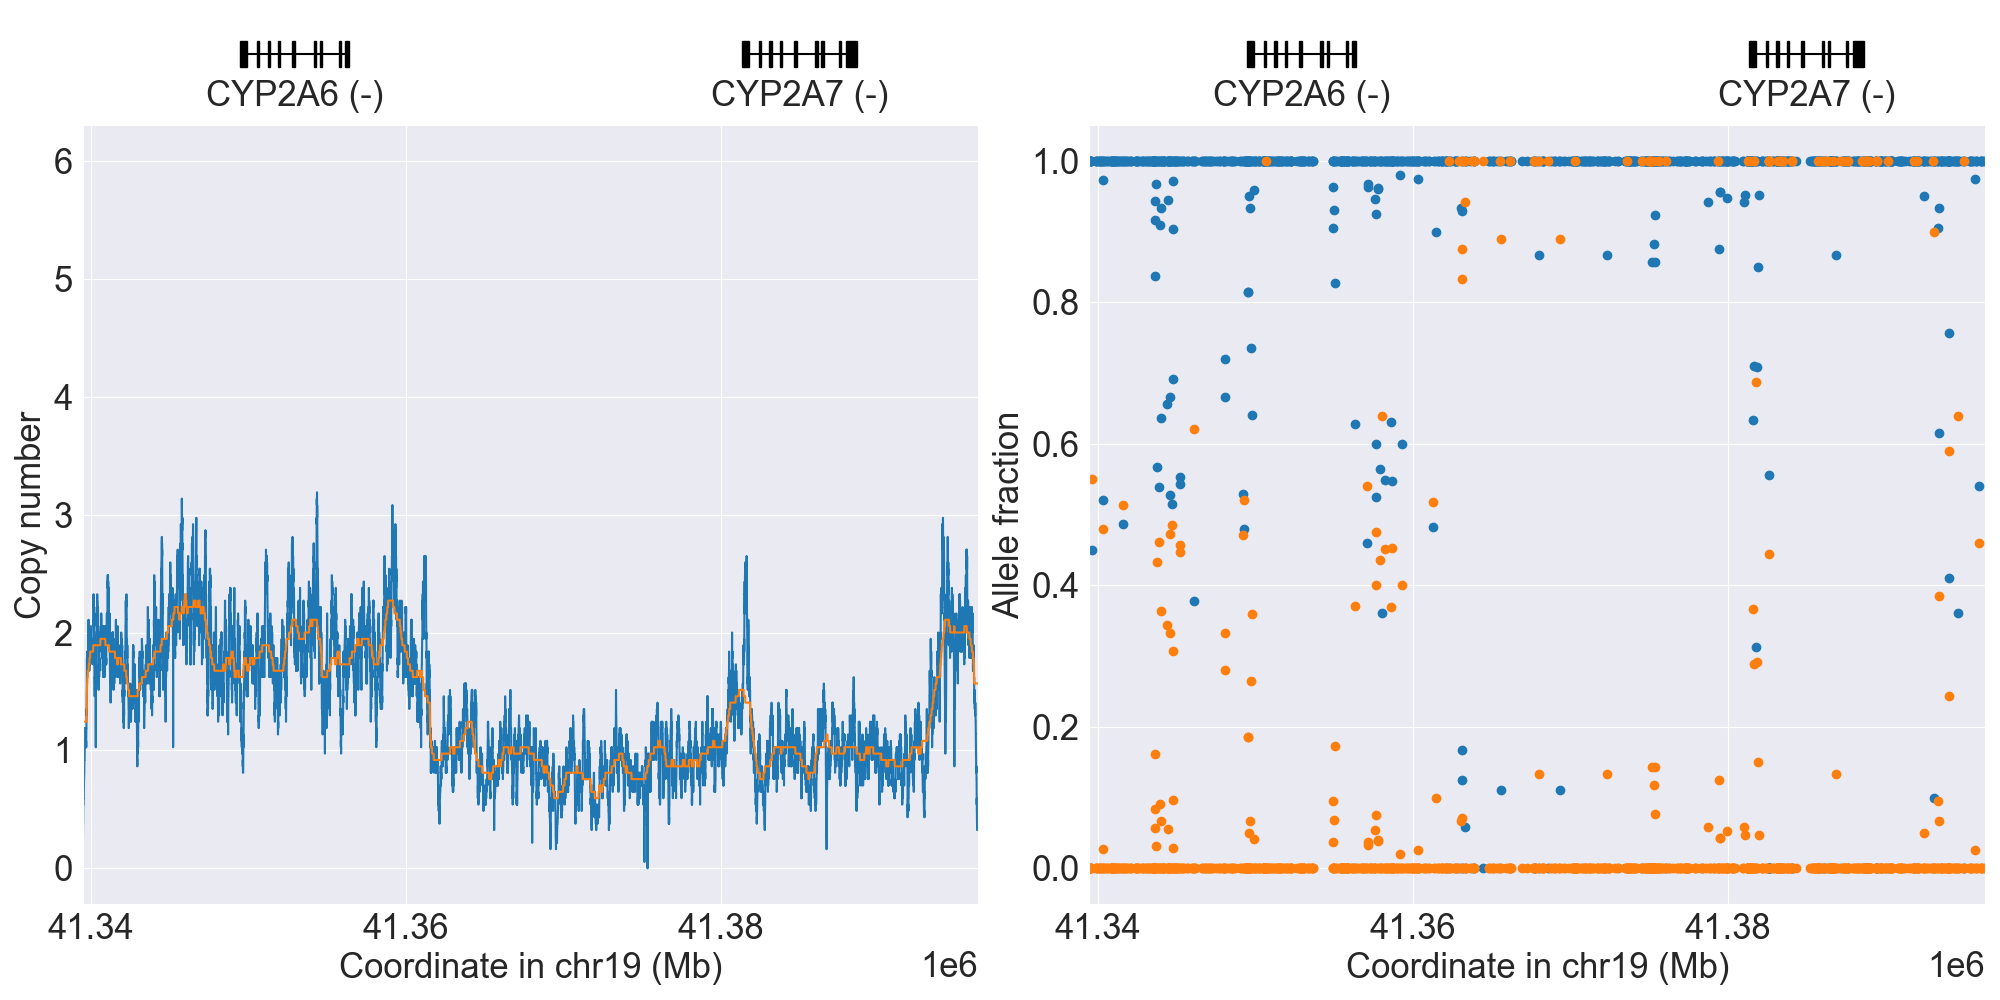 CYP2A6 (-)
CYP2A7 (-)
6
5
4
3
2
1
0
Copy number
41.34
41.36
41.38
Coordinate in chr19 (Mb)
1e6
CYP2A6 (-)
CYP2A7 (-)
1.0
0.8
0.6
0.4
0.2
0.0
Allele fraction
41.34
41.36
41.38
Coordinate in chr19 (Mb)
1e6